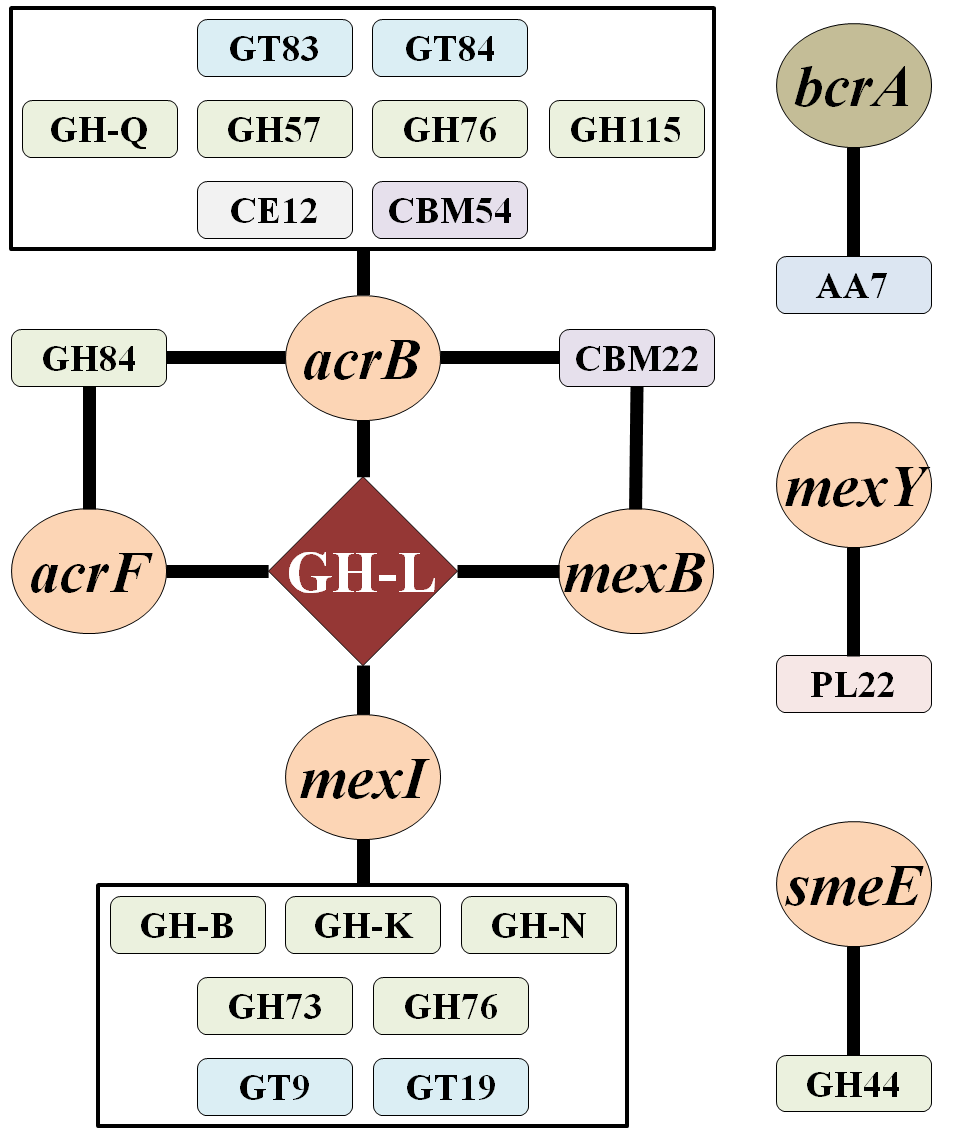 GT83 GT84
GH-Q GH57 GH76 GH115
CE12 CBM54
GH84 acrB CBM22
acrF GH-L mexB
mexI
GH-B GH-K GH-N
GH73 GH76
GT9 GT19
bcrA
AA7
mexY
PL22
smeE
GH44